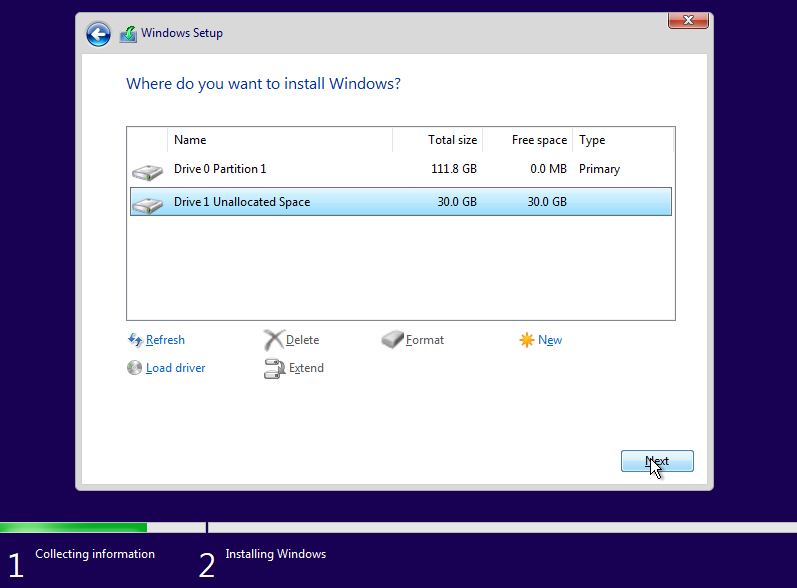 Windows Setup
Where do you want to install Windows?
Name Total size Free space Type
Drive 0 Partition 1 111.8 GB 0.0 MB Primary
Drive 1 Unallocated Space 30.0 GB 30.0 GB
Refresh Delete Format New
Load driver Extend
Next
1 Collecting information 2 Installing Windows